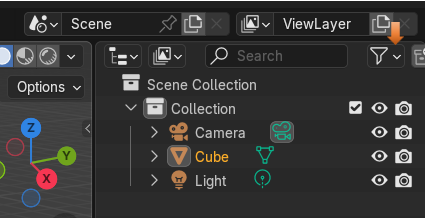 Scene
ViewLayer
Options
Search
Scene Collection
Collection
Camera
Cube
Light
Z
Y
X